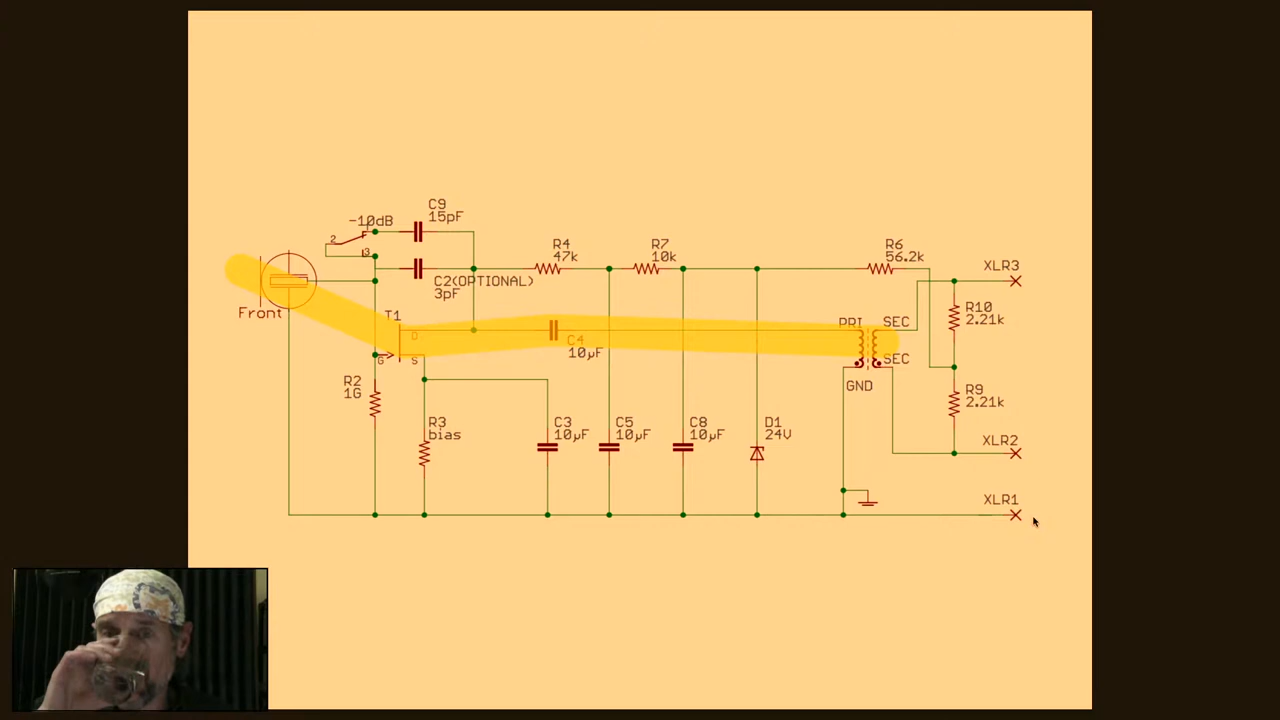 C9
15pF
-10dB
2
3
R4
47k
R7
10k
R6
56.2k
XLR3
C2(OPTIONAL)
3pF
Front
T1
D
G
S
C4
10µF
PRI
SEC
SEC
GND
R10
2.21k
R2
1G
R9
2.21k
R3
bias
C3
10µF
C5
10µF
C8
10µF
D1
24V
XLR2
XLR1